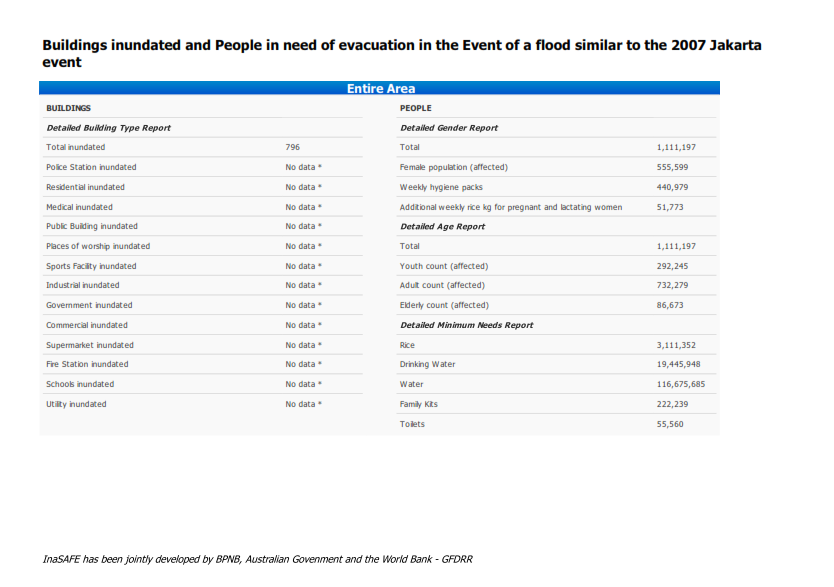 Buildings inundated and People in need of evacuation in the Event of a flood similar to the 2007 Jakarta
event
Entire Area
BUILDINGS
Detailed Building Type Report
Total inundated 796
Police Station inundated No data *
Residential inundated No data *
Medical inundated No data *
Public Building inundated No data *
Places of worship inundated No data *
Sports Facility inundated No data *
Industrial inundated No data *
Government inundated No data *
Commercial inundated No data *
Supermarket inundated No data *
Fire Station inundated No data *
Schools inundated No data *
Utility inundated No data *
PEOPLE
Detailed Gender Report
Total 1,111,197
Female population (affected) 555,599
Weekly hygiene packs 440,979
Additional weekly rice kg for pregnant and lactating women 51,773
Detailed Age Report
Total 1,111,197
Youth count (affected) 292,245
Adult count (affected) 732,279
Elderly count (affected) 86,673
Detailed Minimum Needs Report
Rice 3,111,352
Drinking Water 19,445,948
Water 116,675,685
Family Kits 222,239
Toilets 55,560
InaSAFE has been jointly developed by BPNB, Australian Govenment and the World Bank - GFDRR